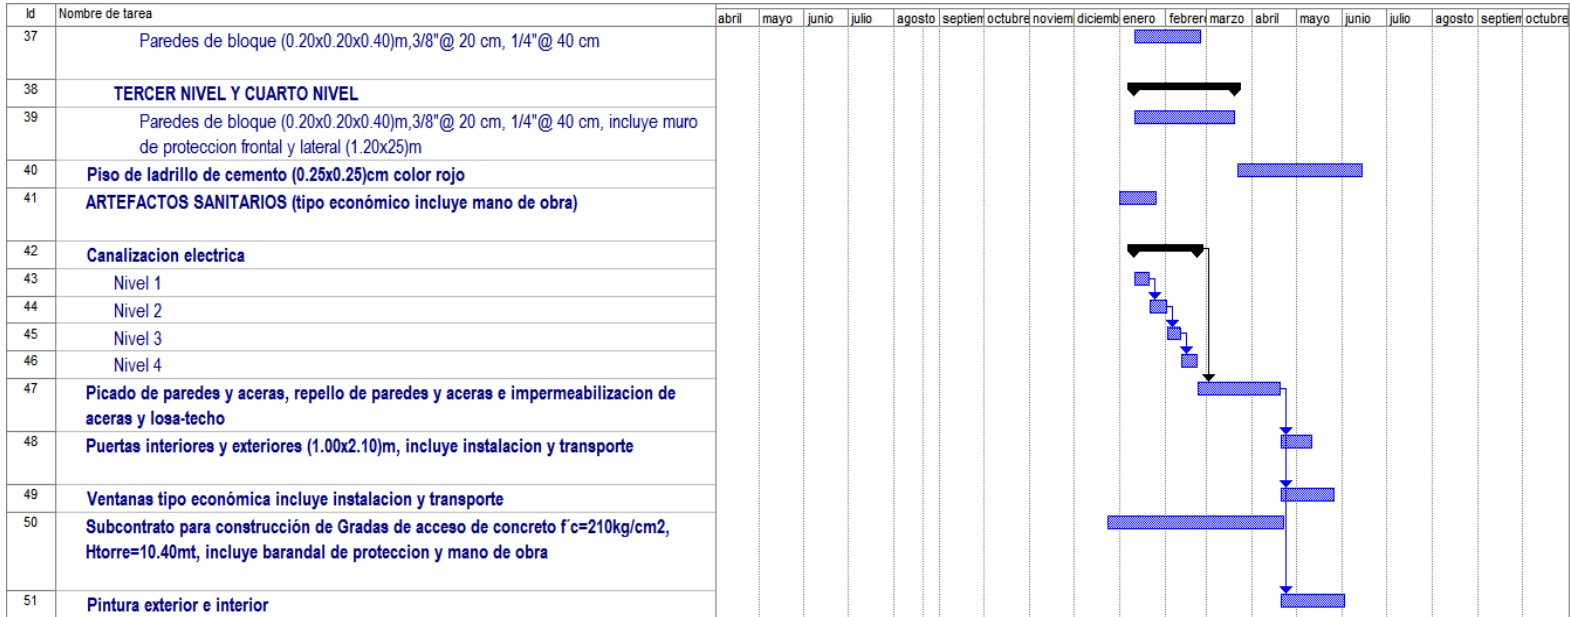 Id Nombre de tarea abril mayo junio julio agosto septiem octubre noviem diciemb enero febrer marzo abril mayo junio julio agosto septiem octubre
37 Paredes de bloque (0.20x0.20x0.40)m,3/8"@ 20 cm, 1/4"@ 40 cm
38 TERCER NIVEL Y CUARTO NIVEL
39 Paredes de bloque (0.20x0.20x0.40)m,3/8"@ 20 cm, 1/4"@ 40 cm, incluye muro
de proteccion frontal y lateral (1.20x25)m
40 Piso de ladrillo de cemento (0.25x0.25)cm color rojo
41 ARTEFACTOS SANITARIOS (tipo económico incluye mano de obra)
42 Canalizacion electrica
43 Nivel 1
44 Nivel 2
45 Nivel 3
46 Nivel 4
47 Picado de paredes y aceras, repello de paredes y aceras e impermeabilizacion de
aceras y losa-techo
48 Puertas interiores y exteriores (1.00x2.10)m, incluye instalacion y transporte
49 Ventanas tipo económica incluye instalacion y transporte
50 Subcontrato para construcción de Gradas de acceso de concreto f´c=210kg/cm2,
Htorre=10.40mt, incluye barandal de proteccion y mano de obra
51 Pintura exterior e interior